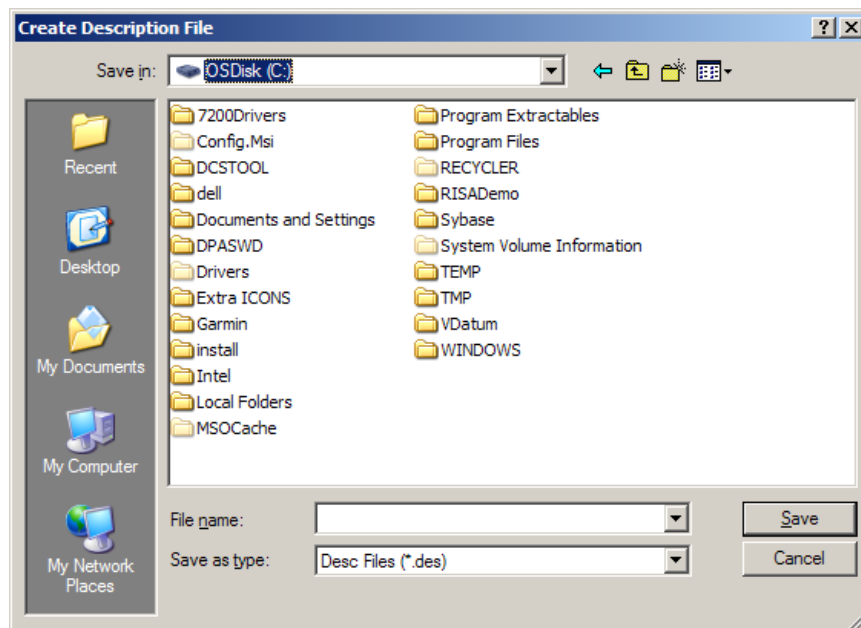 Create Description File
Save in:
OSDisk (C:)
Recent
Desktop
My Documents
My Computer
My Network
Places
7200Drivers
Config.Msi
DCSTOOL
dell
Documents and Settings
DPASWD
Drivers
Extra ICONS
Garmin
install
Intel
Local Folders
MSOCache
Program Extractables
Program Files
RECYCLER
RISADemo
Sybase
System Volume Information
TEMP
TMP
VDatum
WINDOWS
File name:
Save
Save as type:
Desc Files (*.des)
Cancel